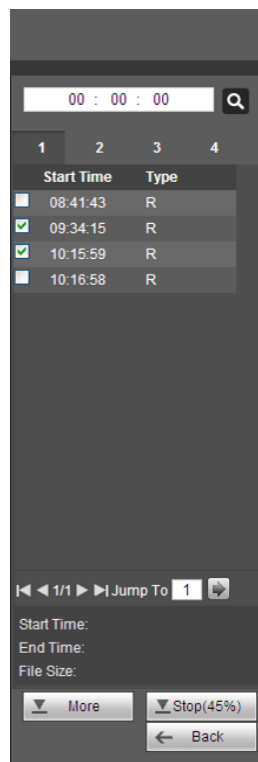 00 : 00 : 00
1 2 3 4
Start Time Type
08:41:43 R
09:34:15 R
10:15:59 R
10:16:58 R
1/1 Jump To 1
Start Time:
End Time:
File Size:
More Stop(45%)
Back